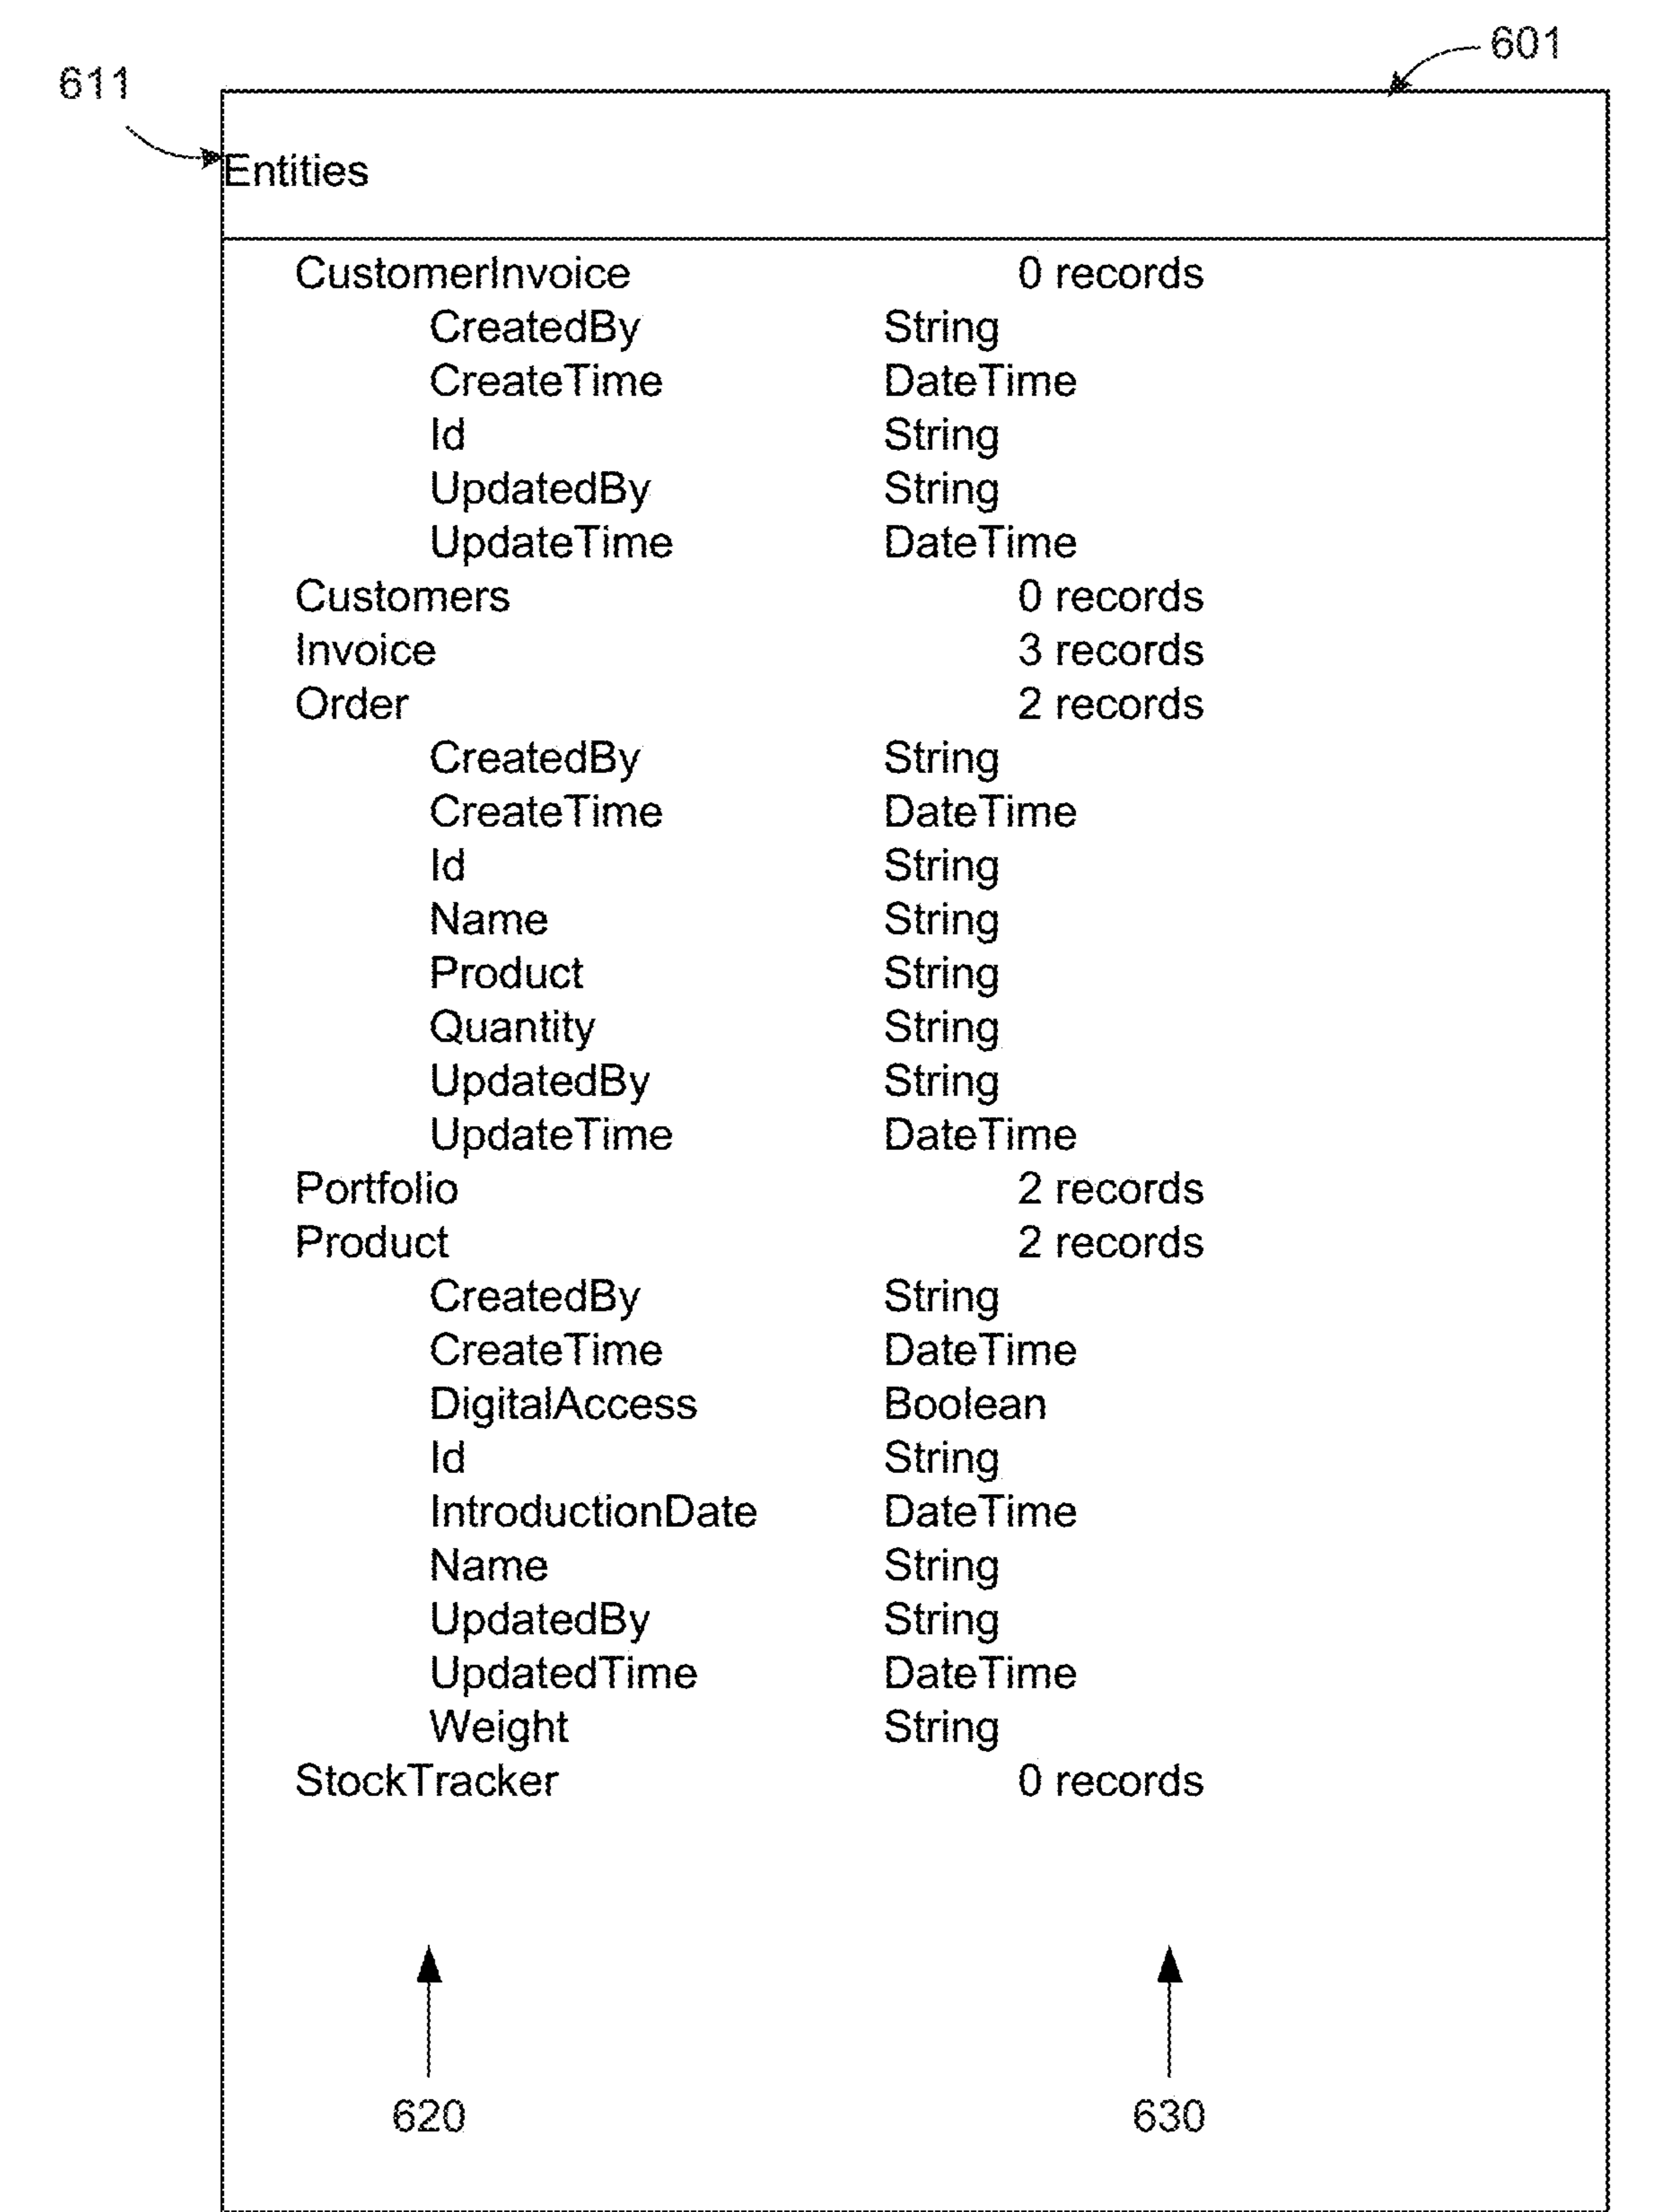 601
611
Entities
CustomerInvoice 0 records
CreatedBy String
CreateTime DateTime
Id String
UpdatedBy String
UpdateTime DateTime
Customers 0 records
Invoice 3 records
Order 2 records
CreatedBy String
CreateTime DateTime
Id String
Name String
Product String
Quantity String
UpdatedBy String
UpdateTime DateTime
Portfolio 2 records
Product 2 records
CreatedBy String
CreateTime DateTime
DigitalAccess Boolean
Id String
IntroductionDate DateTime
Name String
UpdatedBy String
UpdatedTime DateTime
Weight String
StockTracker 0 records
620 630